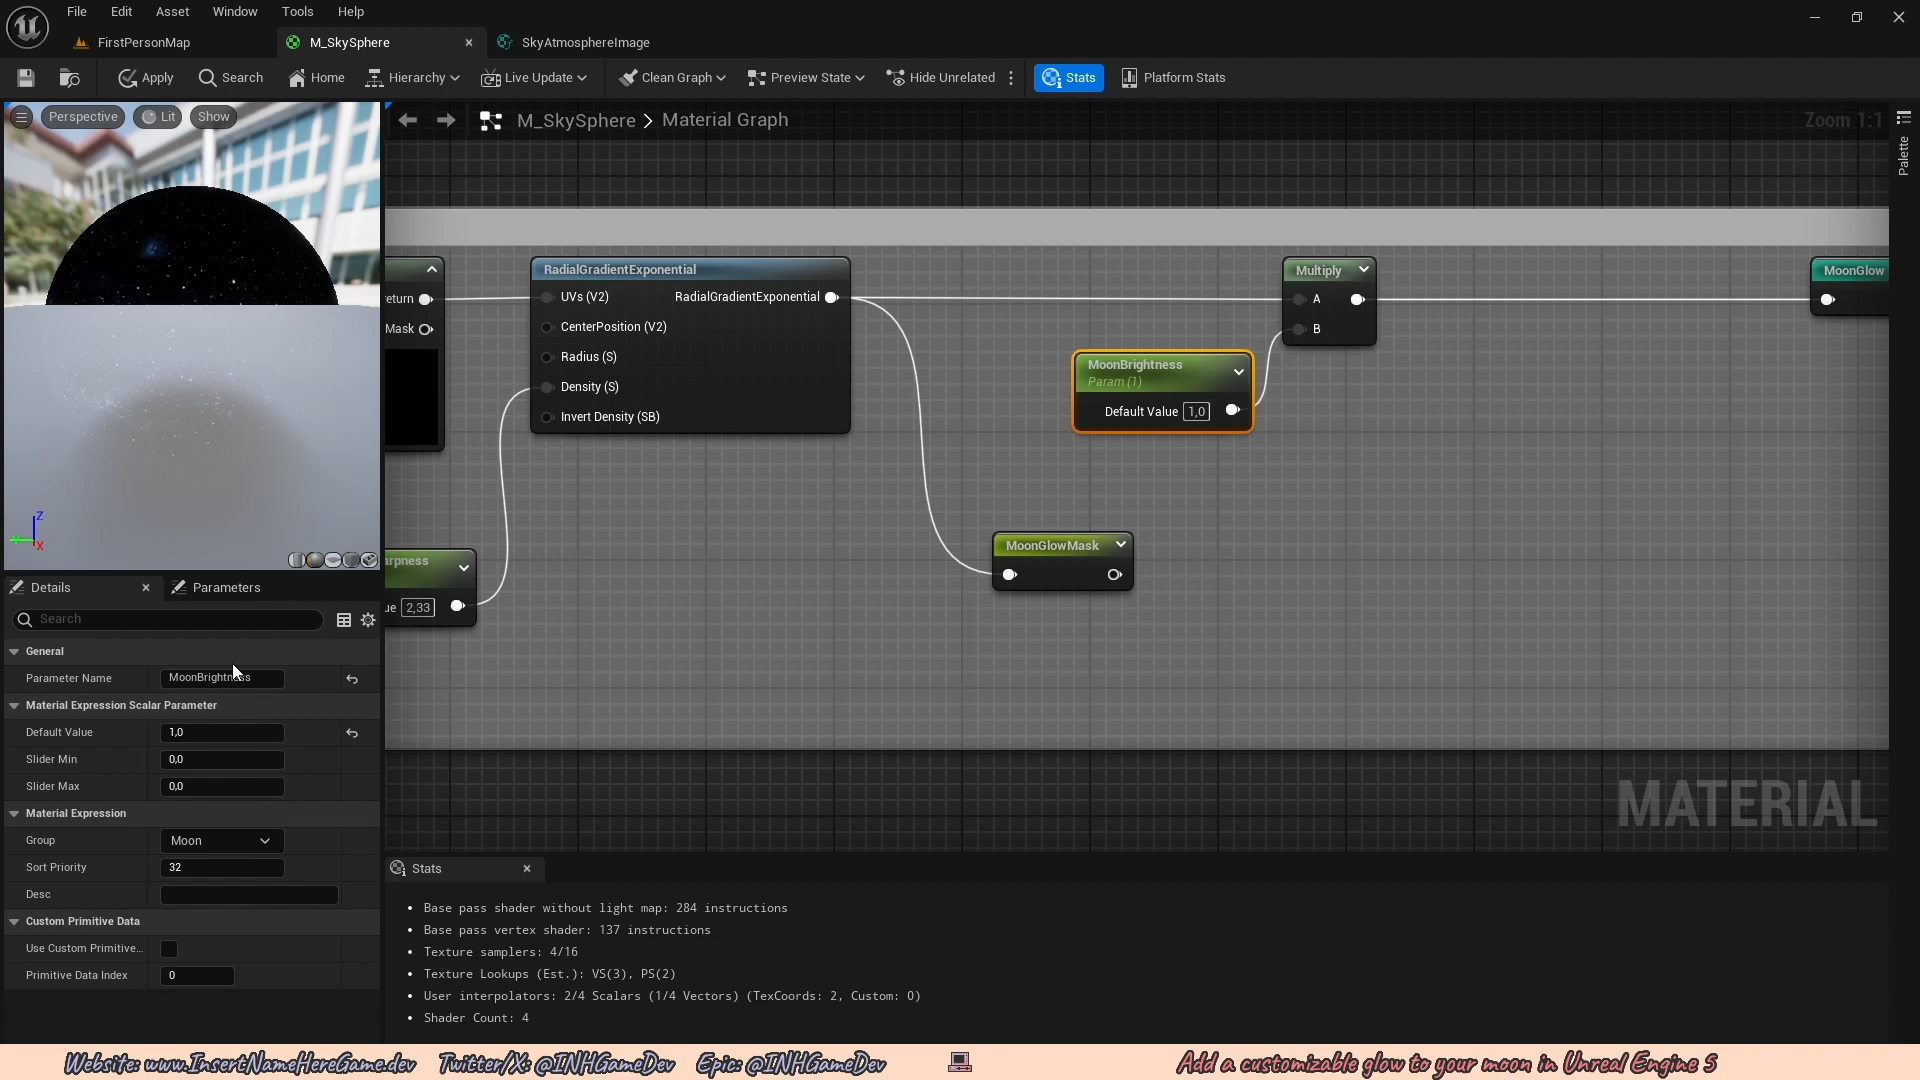 File Edit Asset Window Tools Help
FirstPersonMap M_SkySphere SkyAtmosphereImage
Apply Search Home Hierarchy Live Update Clean Graph Preview State Hide Unrelated Stats Platform Stats
Perspective Lit Show
M_SkySphere > Material Graph
Zoom 1:1
Palette
eturn
Mask
RadialGradientExponential
UVs (V2) RadialGradientExponential
CenterPosition (V2)
Radius (S)
Density (S)
Invert Density (SB)
MoonBrightness
Param (1)
Default Value 1,0
Multiply
A
B
MoonGlow
MoonGlowMask
arpness
ue 2,33
MATERIAL
Z
X
Details Parameters
Search
General
Parameter Name MoonBrightness
Material Expression Scalar Parameter
Default Value 1,0
Slider Min 0,0
Slider Max 0,0
Material Expression
Group Moon
Sort Priority 32
Desc
Custom Primitive Data
Use Custom Primitive...
Primitive Data Index 0
Stats
• Base pass shader without light map: 284 instructions
• Base pass vertex shader: 137 instructions
• Texture samplers: 4/16
• Texture Lookups (Est.): VS(3), PS(2)
• User interpolators: 2/4 Scalars (1/4 Vectors) (TexCoords: 2, Custom: 0)
• Shader Count: 4
Website: www.InsertNameHereGame.dev Twitter/X: @INHGameDev Epic: @INHGameDev Add a customizable glow to your moon in Unreal Engine 5